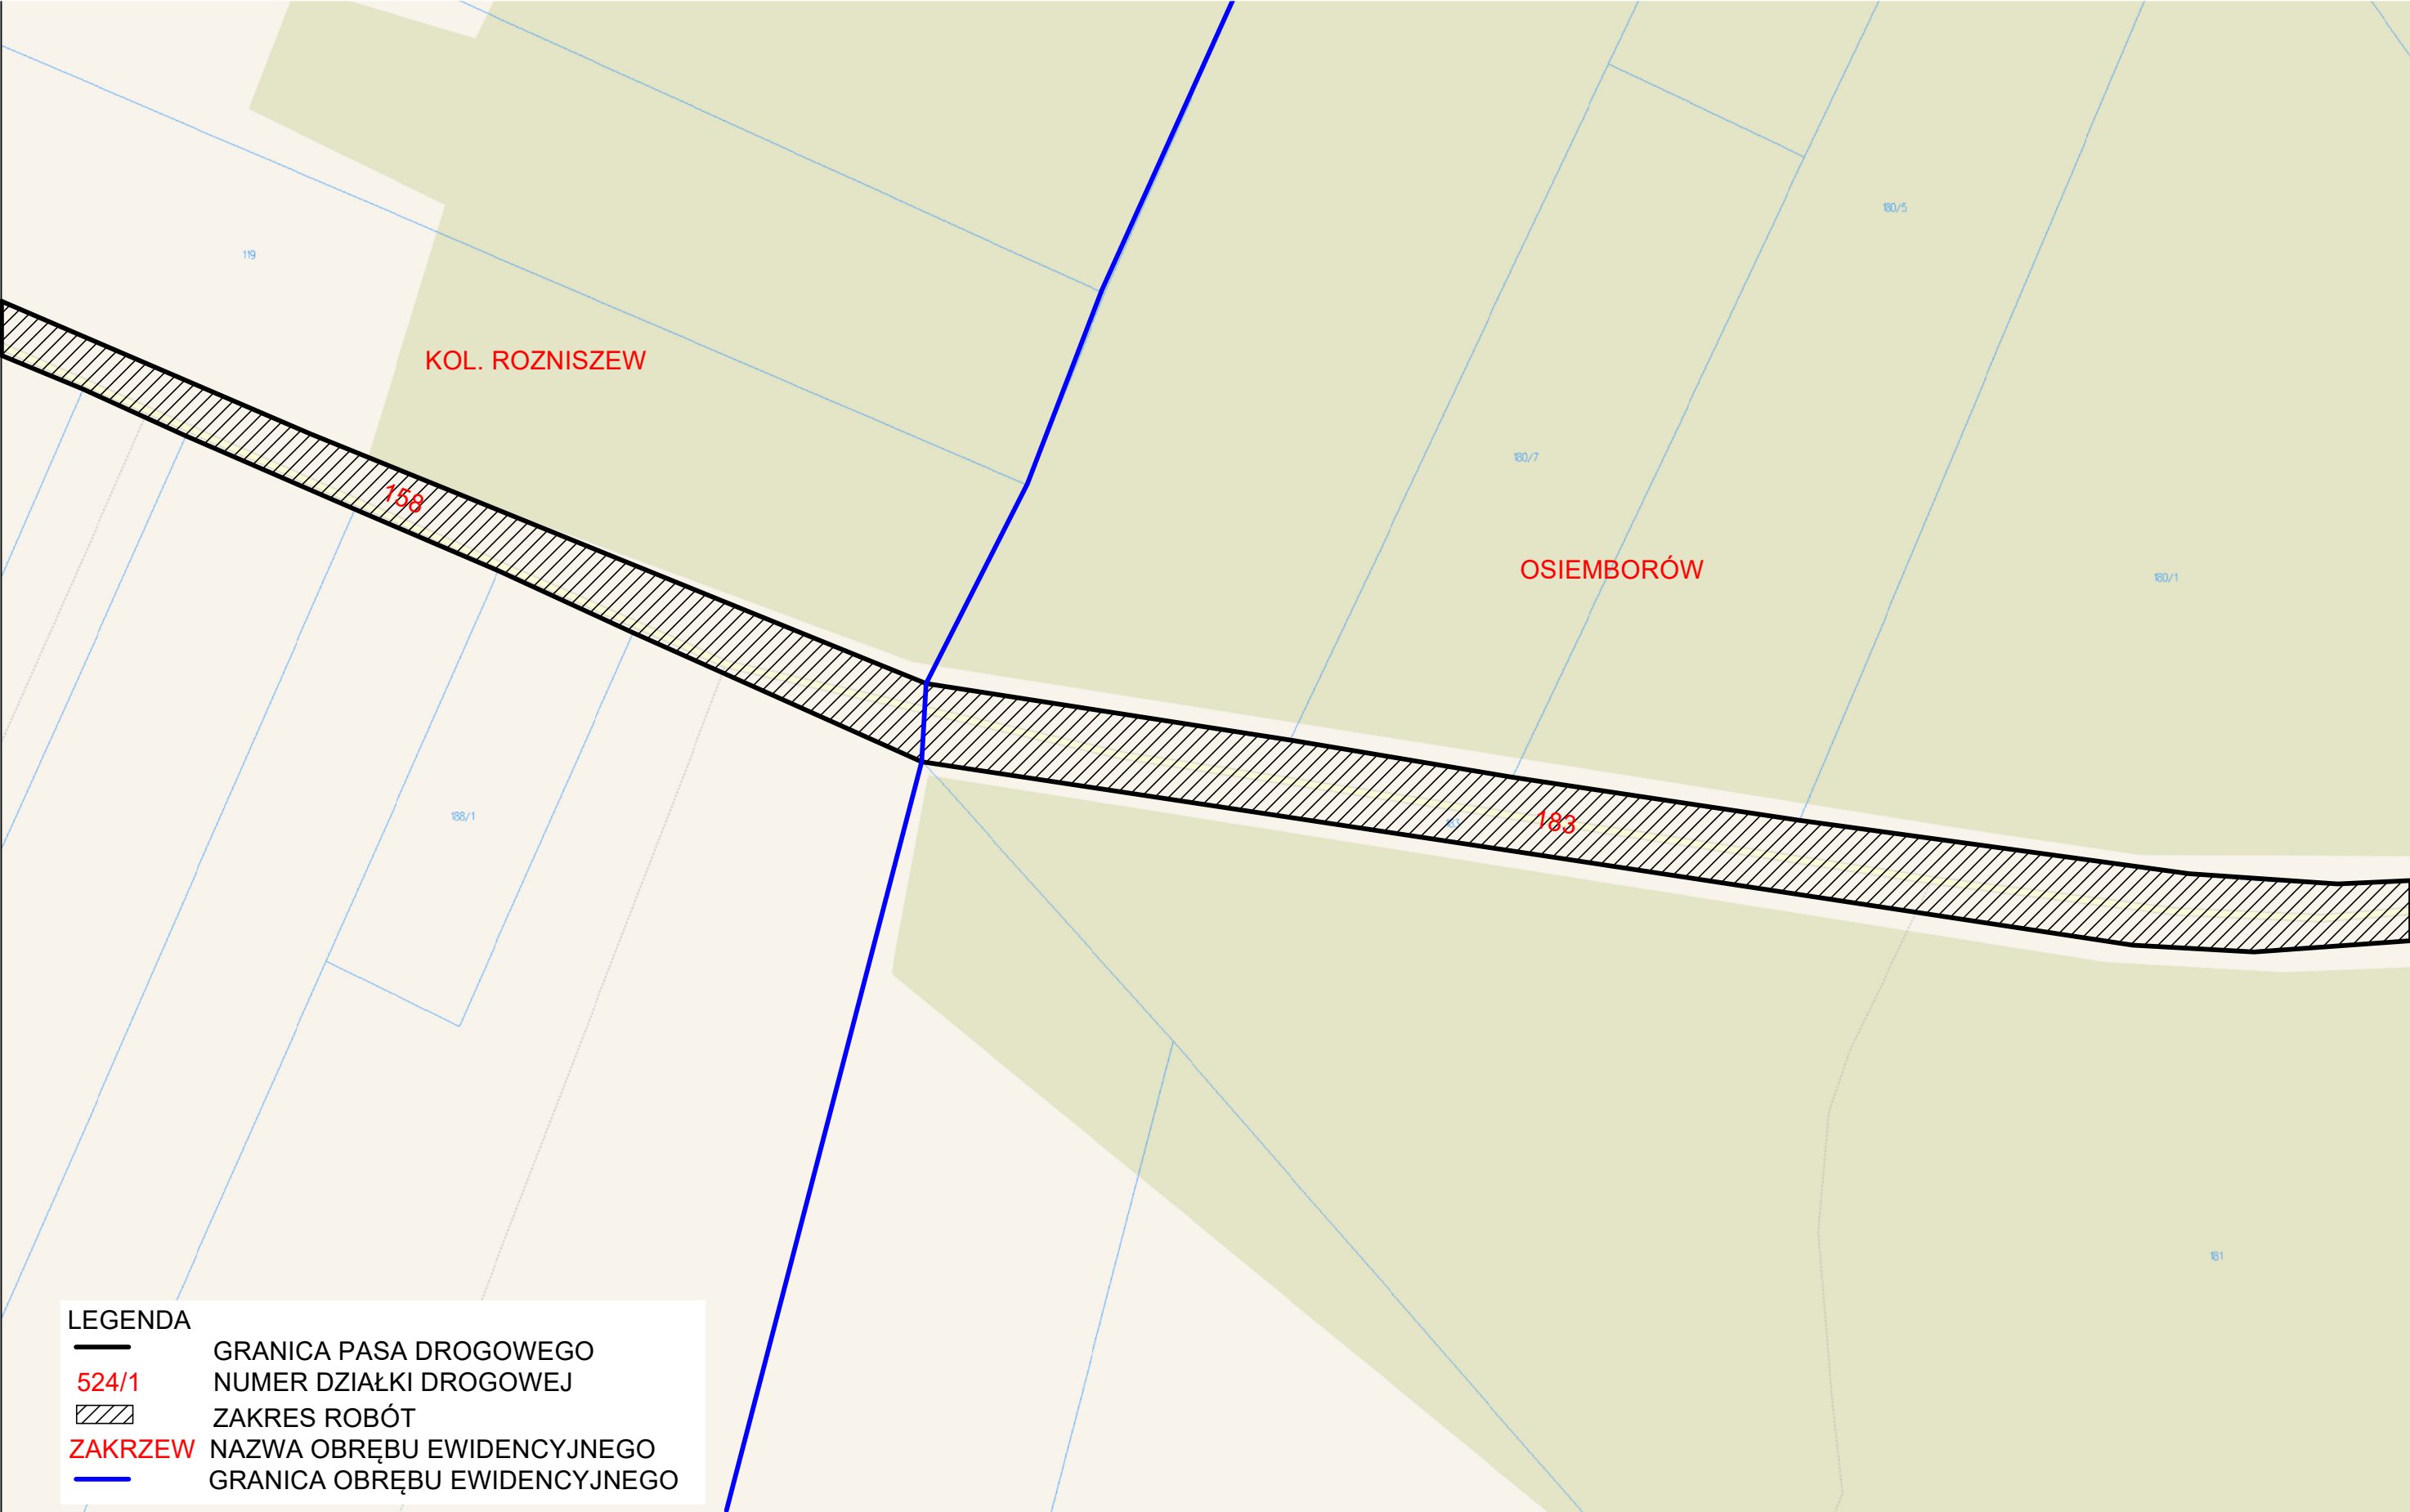 180/5
119
KOL. ROZNISZEW
180/7
158
OSIEMBORÓW
180/1
188/1
183
181
LEGENDA
GRANICA PASA DROGOWEGO
524/1 NUMER DZIAŁKI DROGOWEJ
ZAKRES ROBÓT
ZAKRZEW NAZWA OBRĘBU EWIDENCYJNEGO
GRANICA OBRĘBU EWIDENCYJNEGO